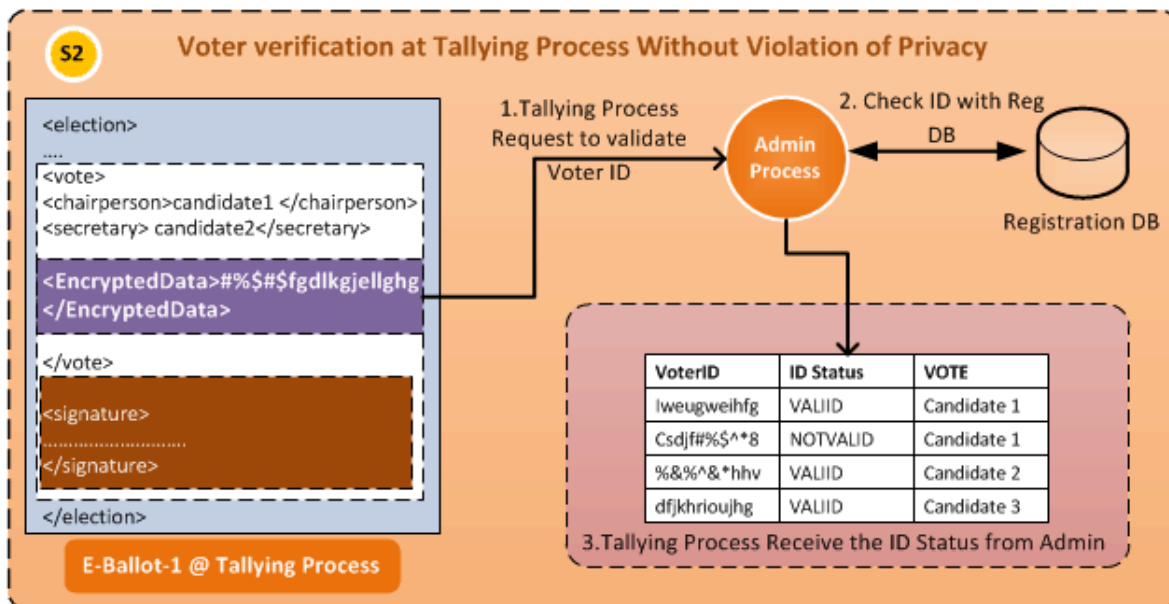 S2
Voter verification at Tallying Process Without Violation of Privacy
<election>
....
<vote>
<chairperson>candidate1 </chairperson>
<secretary> candidate2</secretary>
<EncryptedData>#%$#$fgdlkgjellghg
</EncryptedData>
</vote>
<signature>
..............................
</signature>
</election>
E-Ballot-1 @ Tallying Process
1.Tallying Process
Request to validate
Voter ID
Admin
Process
2. Check ID with Reg
DB
Registration DB
VoterID ID Status VOTE
Iweugweihfg VALIID Candidate 1
Csdjf#%$^*8 NOTVALID Candidate 1
%&%^&*hhv VALIID Candidate 2
dfjkhrioujhg VALIID Candidate 3
3.Tallying Process Receive the ID Status from Admin